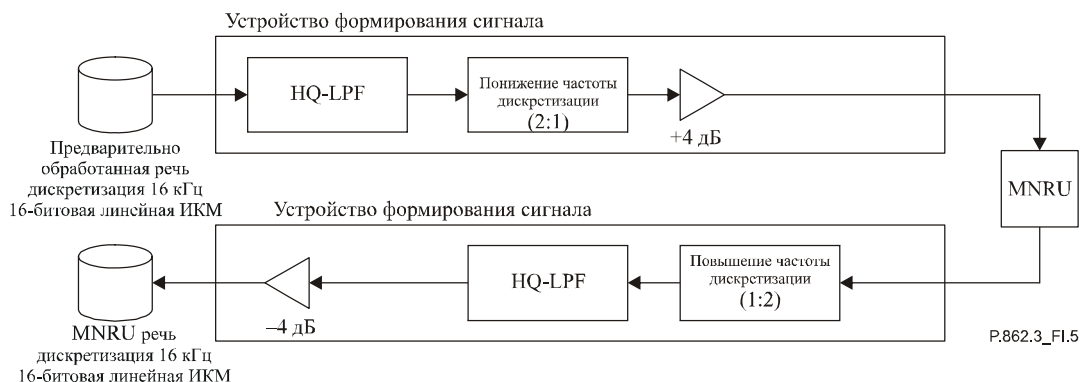 Устройство формирования сигнала
HQ-LPF
Понижение частоты
дискретизации
(2:1)
+4 дБ
Предварительно
обработанная речь
дискретизация 16 кГц
16-битовая линейная ИКМ
MNRU
Устройство формирования сигнала
Повышение частоты
дискретизации
(1:2)
HQ-LPF
–4 дБ
MNRU речь
дискретизация 16 кГц
16-битовая линейная ИКМ
P.862.3_FI.5